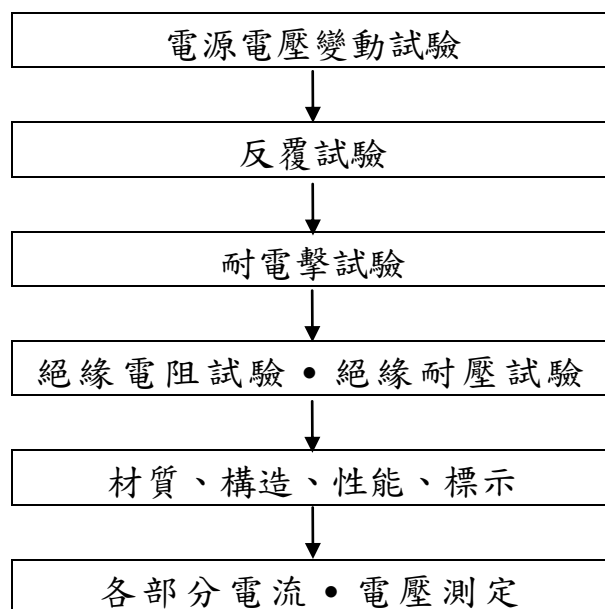 電源電壓變動試驗
反覆試驗
耐電擊試驗
絕緣電阻試驗•絕緣耐壓試驗
材質、構造、性能、標示
各部分電流•電壓測定